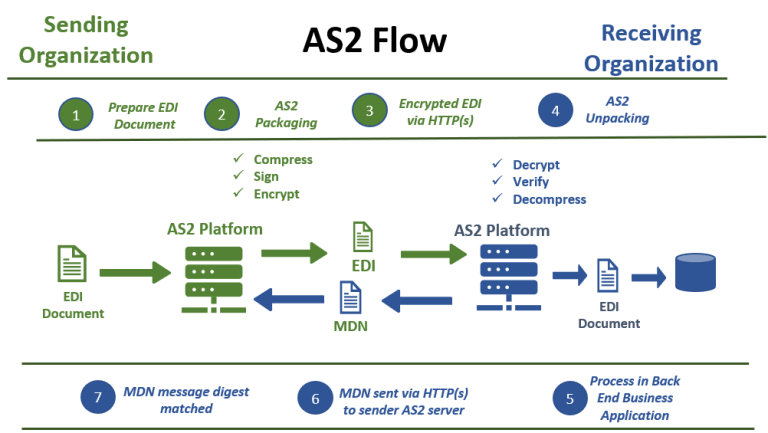 Sending
Organization
AS2 Flow
Receiving
Organization
1
Prepare EDI
Document
2
AS2
Packaging
3
Encrypted EDI
via HTTP(s)
4
AS2
Unpacking
✓ Compress
✓ Sign
✓ Encrypt
✓ Decrypt
✓ Verify
✓ Decompress
AS2 Platform
AS2 Platform
EDI
EDI
Document
MDN
EDI
Document
7
MDN message digest
matched
6
MDN sent via HTTP(s)
to sender AS2 server
5
Process in Back
End Business
Application